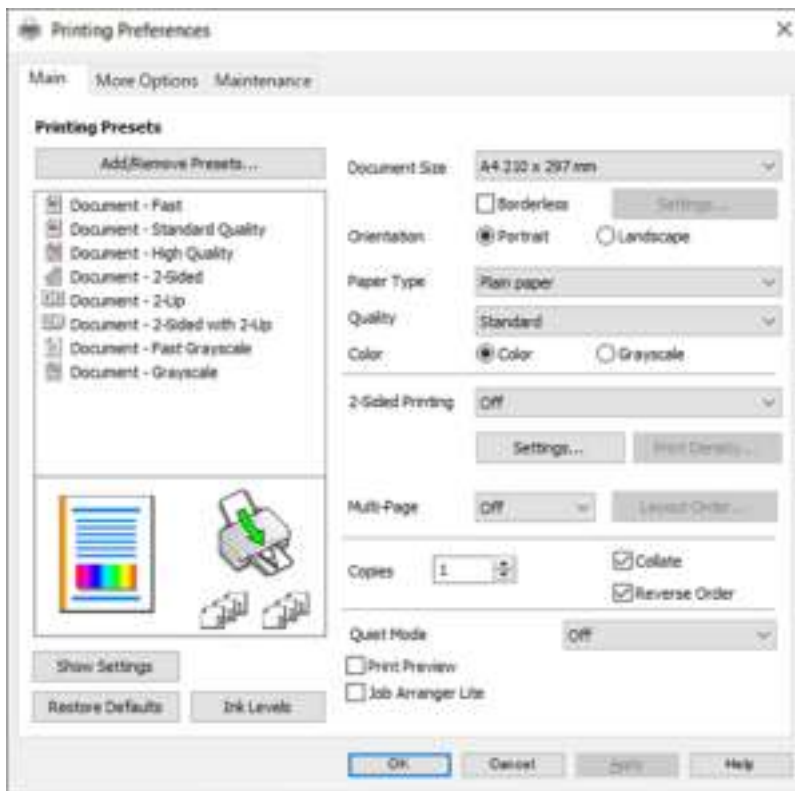 Printing Preferences
Main More Options Maintenance
Printing Presets
Add/Remove Presets...
Document - Fast
Document - Standard Quality
Document - High Quality
Document - 2-Sided
Document - 2-Up
Document - 2-Sided with 2-Up
Document - Fast Grayscale
Document - Grayscale
Show Settings
Restore Defaults Ink Levels
Document Size A4 210 x 297 mm
Borderless Settings...
Orientation Portrait Landscape
Paper Type Plain paper
Quality Standard
Color Color Grayscale
2-Sided Printing Off
Settings... Print Density...
Multi-Page Off Layout Order...
Copies 1 Collate
Reverse Order
Quiet Mode Off
Print Preview
Job Arranger Lite
OK Cancel Apply Help